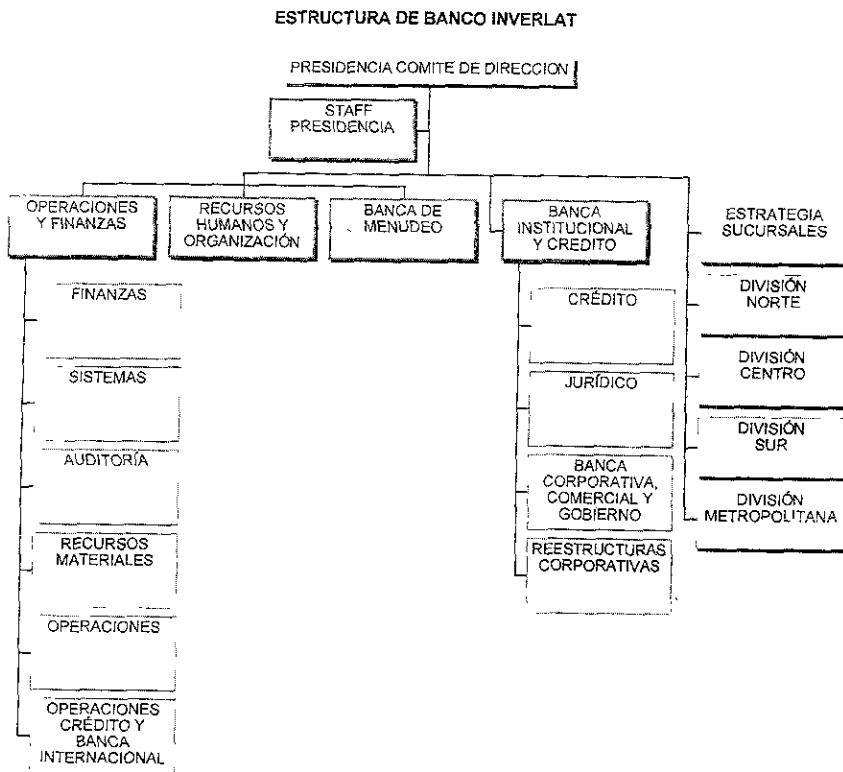 ESTRUCTURA DE BANCO INVERLAT
PRESIDENCIA COMITE DE DIRECCION
STAFF
PRESIDENCIA
OPERACIONES
Y FINANZAS
RECURSOS
HUMANOS Y
ORGANIZACIÓN
BANCA DE
MENUDEO
BANCA
INSTITUCIONAL
Y CREDITO
ESTRATEGIA
SUCURSALES
FINANZAS
SISTEMAS
AUDITORÍA
RECURSOS
MATERIALES
OPERACIONES
OPERACIONES
CRÉDITO Y
BANCA
INTERNACIONAL
CRÉDITO
JURÍDICO
BANCA
CORPORATIVA,
COMERCIAL Y
GOBIERNO
REESTRUCTURAS
CORPORATIVAS
DIVISIÓN
NORTE
DIVISIÓN
CENTRO
DIVISIÓN
SUR
DIVISIÓN
METROPOLITANA